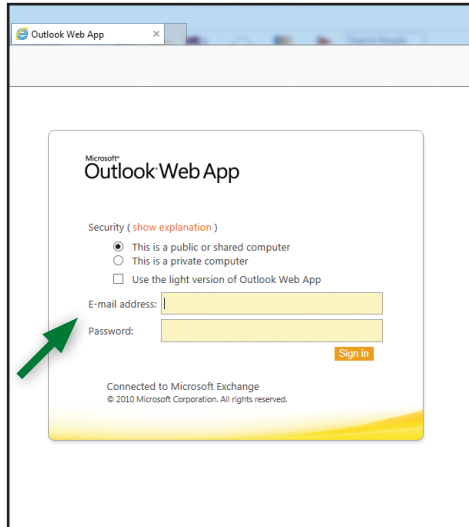 Outlook Web App
Microsoft®
Outlook Web App
Security ( show explanation )
This is a public or shared computer
This is a private computer
Use the light version of Outlook Web App
E-mail address:
Password:
Sign in
Connected to Microsoft Exchange
© 2010 Microsoft Corporation. All rights reserved.